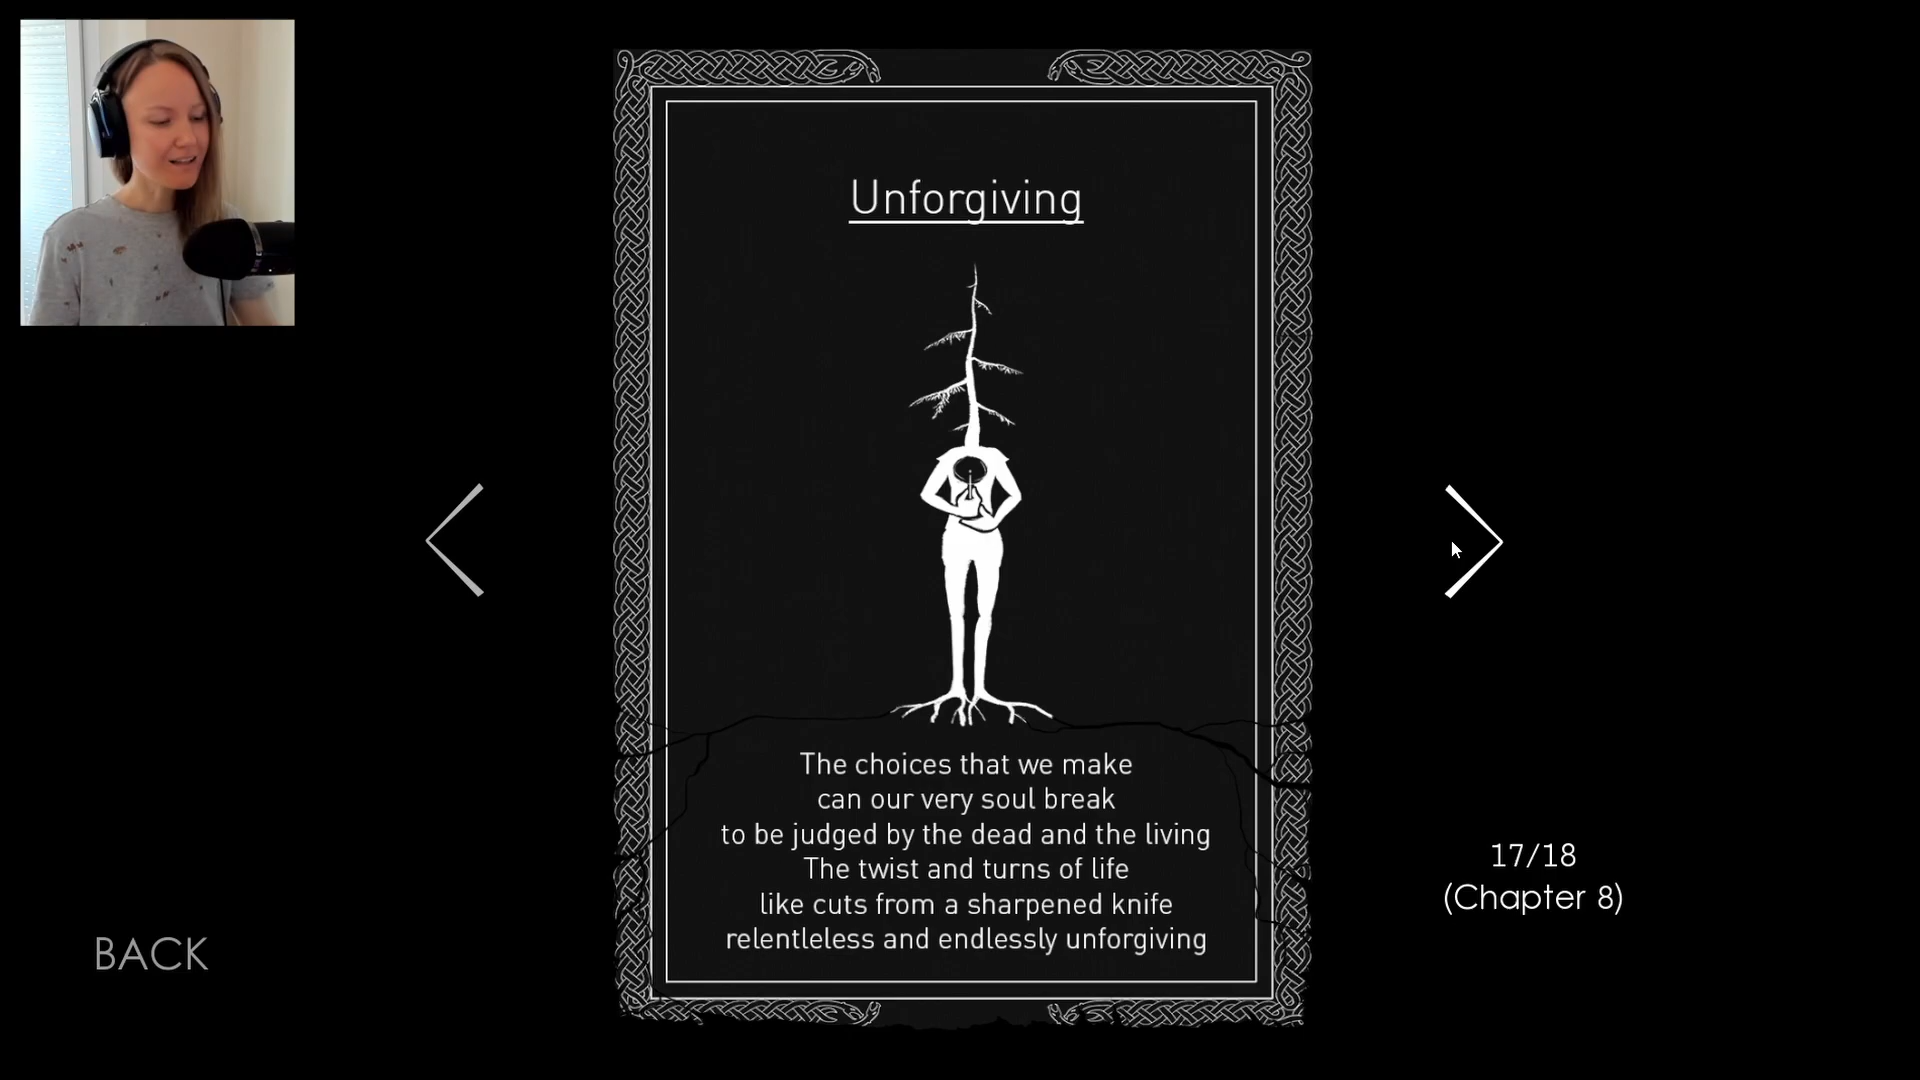 Unforgiving
The choices that we make
can our very soul break
to be judged by the dead and the living
The twist and turns of life
like cuts from a sharpened knife
relentleless and endlessly unforgiving
17/18
(Chapter 8)
BACK